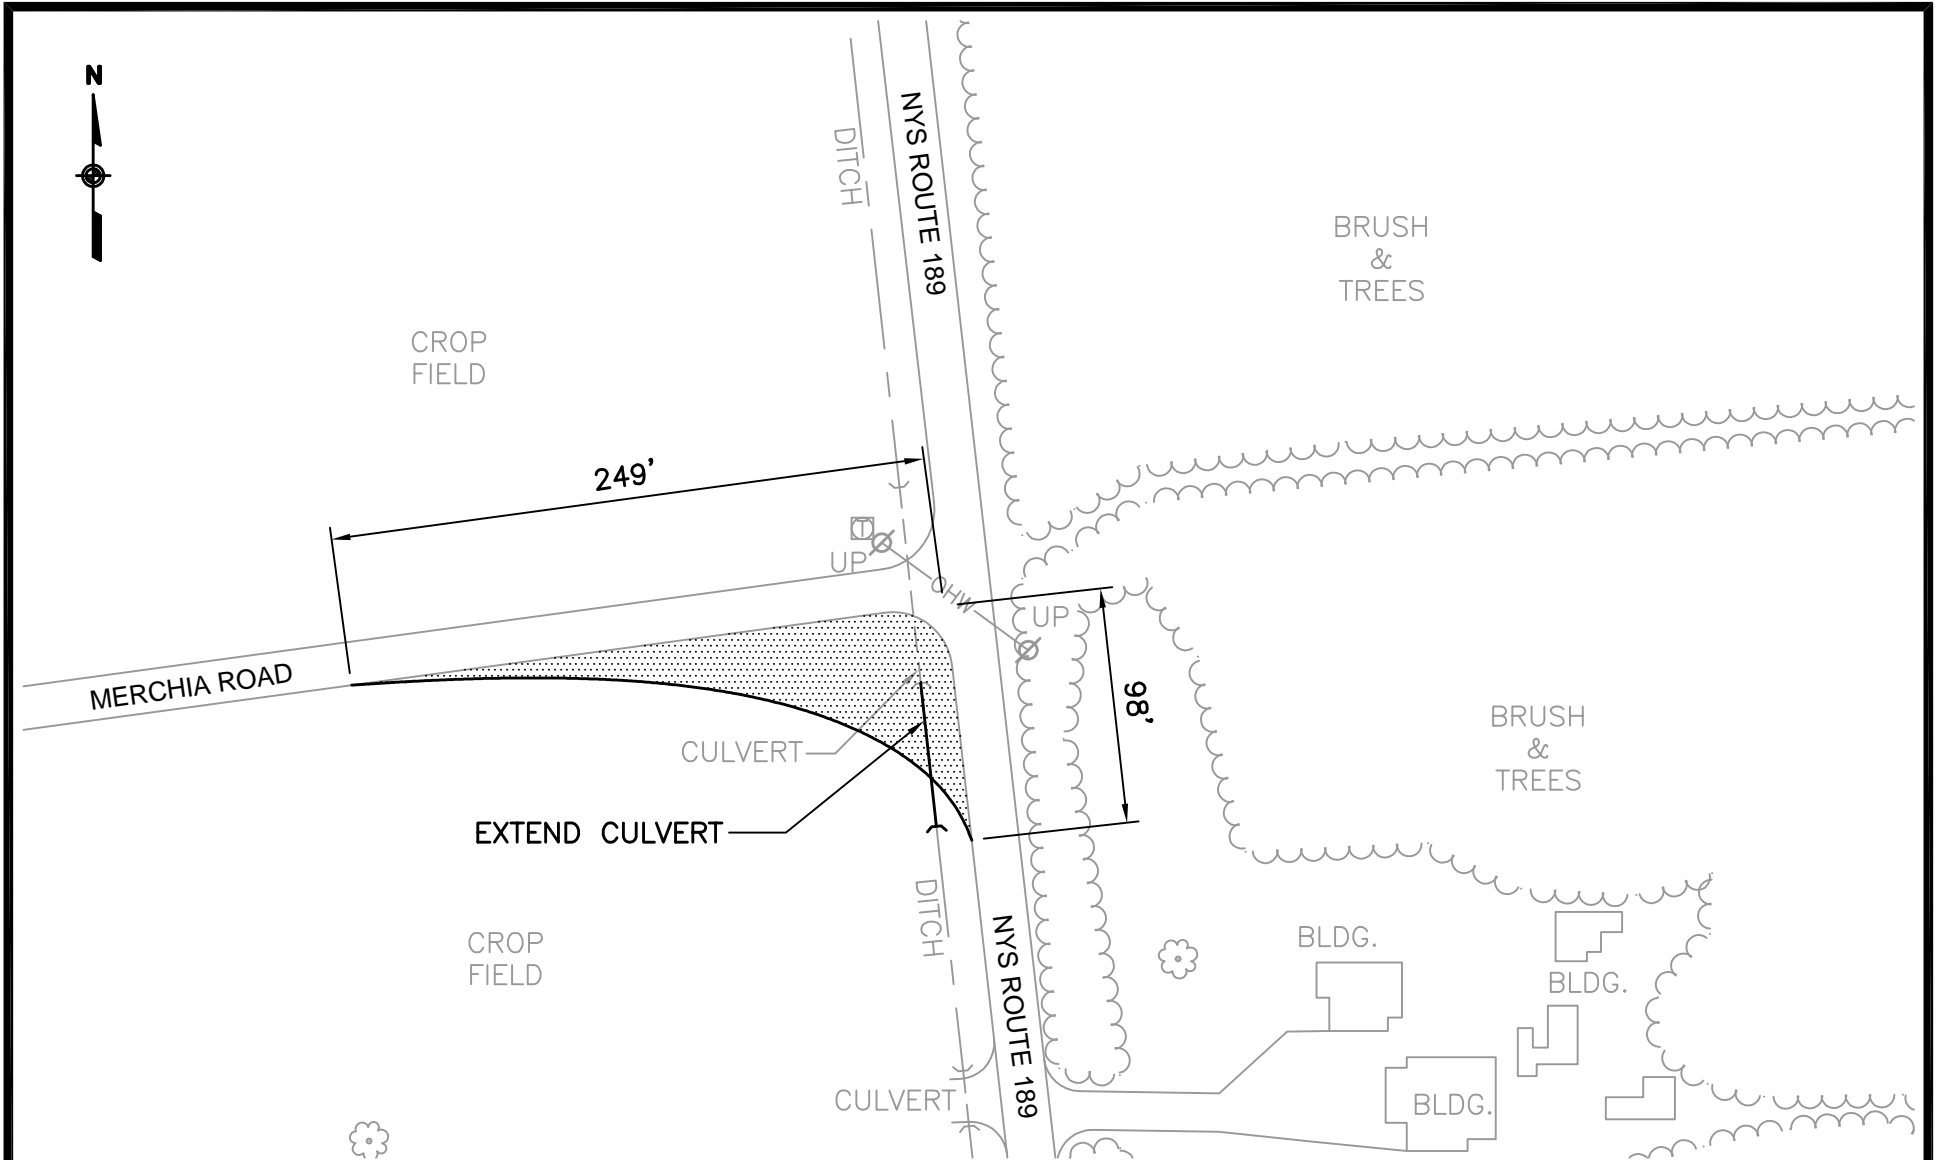 N
DITCH
NYS ROUTE 189
BRUSH
&
TREES
CROP
FIELD
249'
T
UP
OHW
UP
MERCHIA ROAD
98'
BRUSH
&
TREES
CULVERT
EXTEND CULVERT
DITCH
CROP
FIELD
NYS ROUTE 189
BLDG.
BLDG.
CULVERT
BLDG.